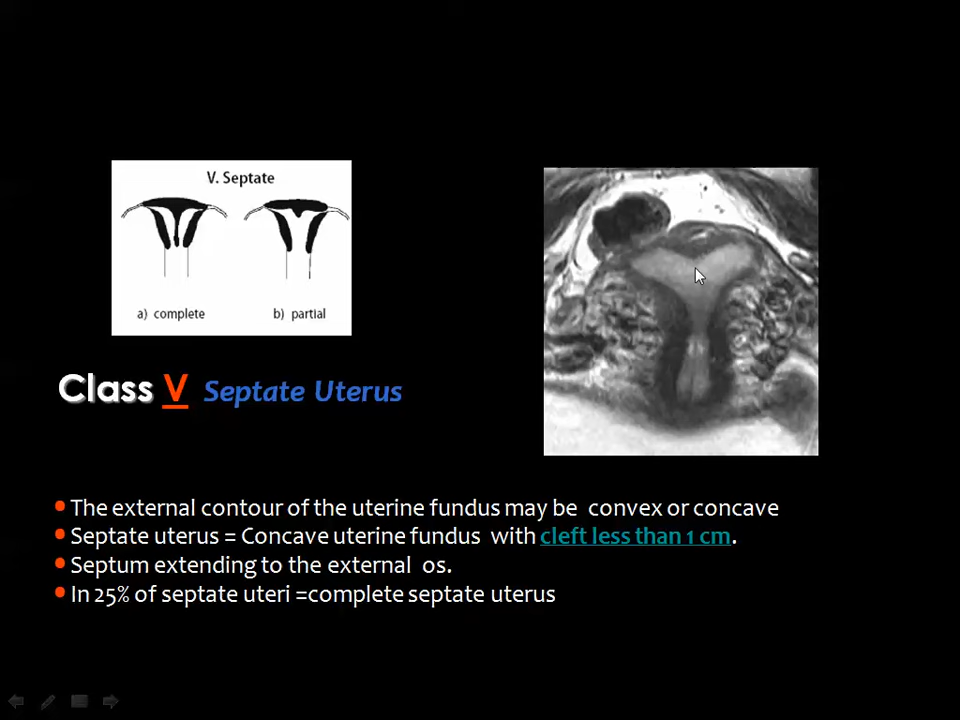 V. Septate
a) complete
b) partial
Class V Septate Uterus
• The external contour of the uterine fundus may be convex or concave
• Septate uterus = Concave uterine fundus with cleft less than 1 cm.
• Septum extending to the external os.
• In 25% of septate uteri =complete septate uterus